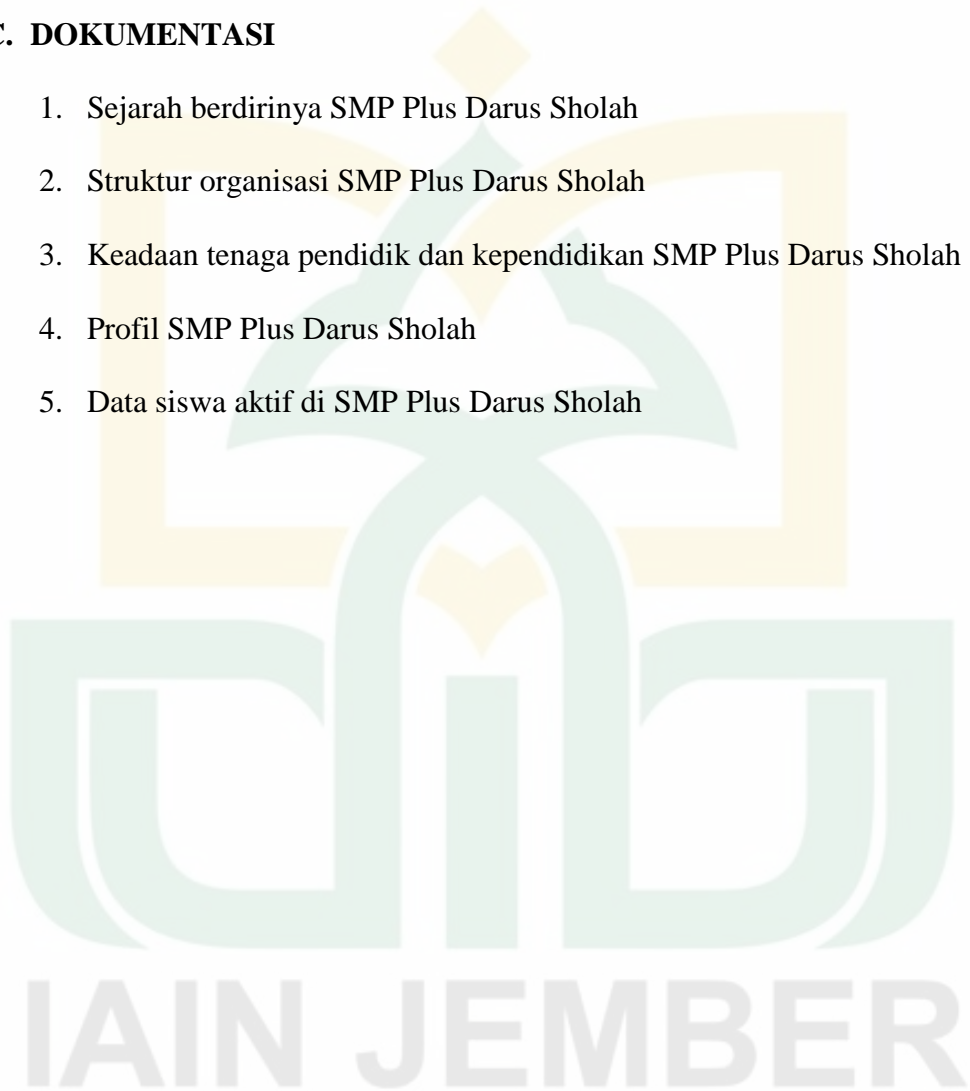 C. DOKUMENTASI
1. Sejarah berdirinya SMP Plus Darus Sholah
2. Struktur organisasi SMP Plus Darus Sholah
3. Keadaan tenaga pendidik dan kependidikan SMP Plus Darus Sholah
4. Profil SMP Plus Darus Sholah
5. Data siswa aktif di SMP Plus Darus Sholah
IAIN JEMBER